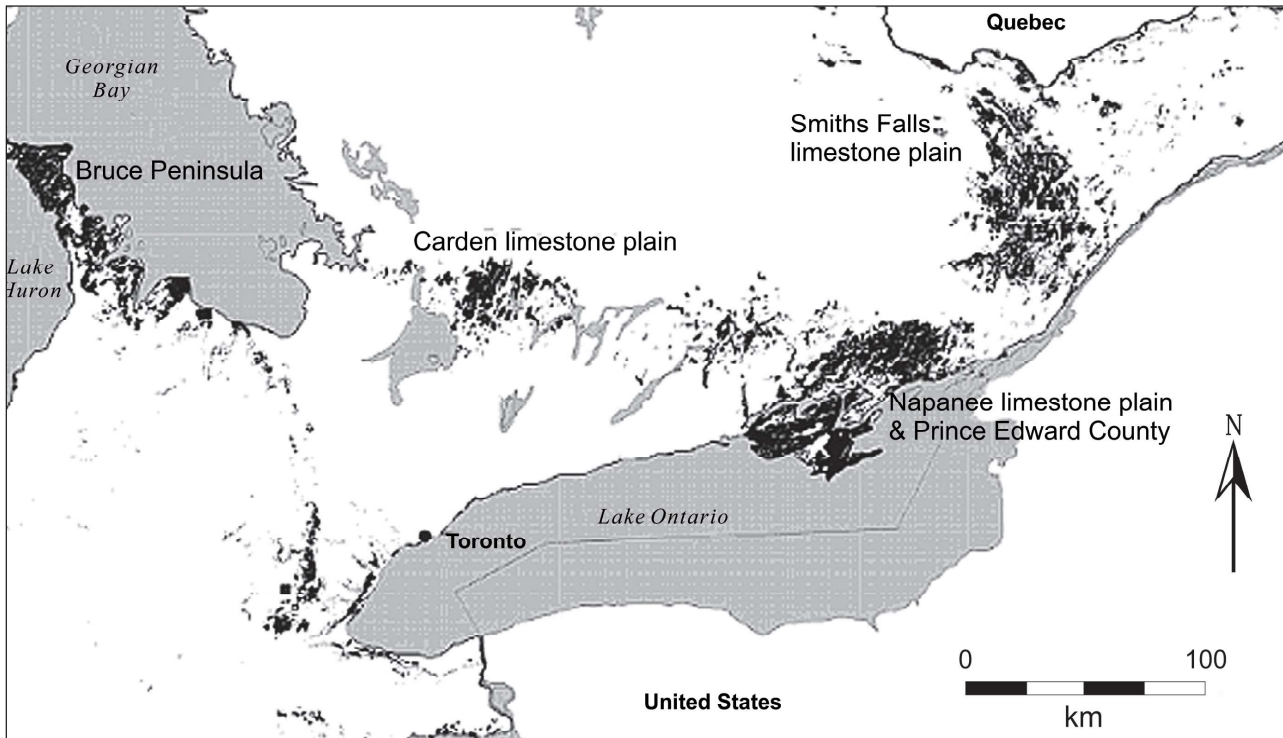 Quebec
Georgian
Bay
Smiths Falls
limestone plain
Bruce Peninsula
Carden limestone plain
Lake
Huron
Napanee limestone plain
& Prince Edward County
N
Lake Ontario
Toronto
0 100
km
United States